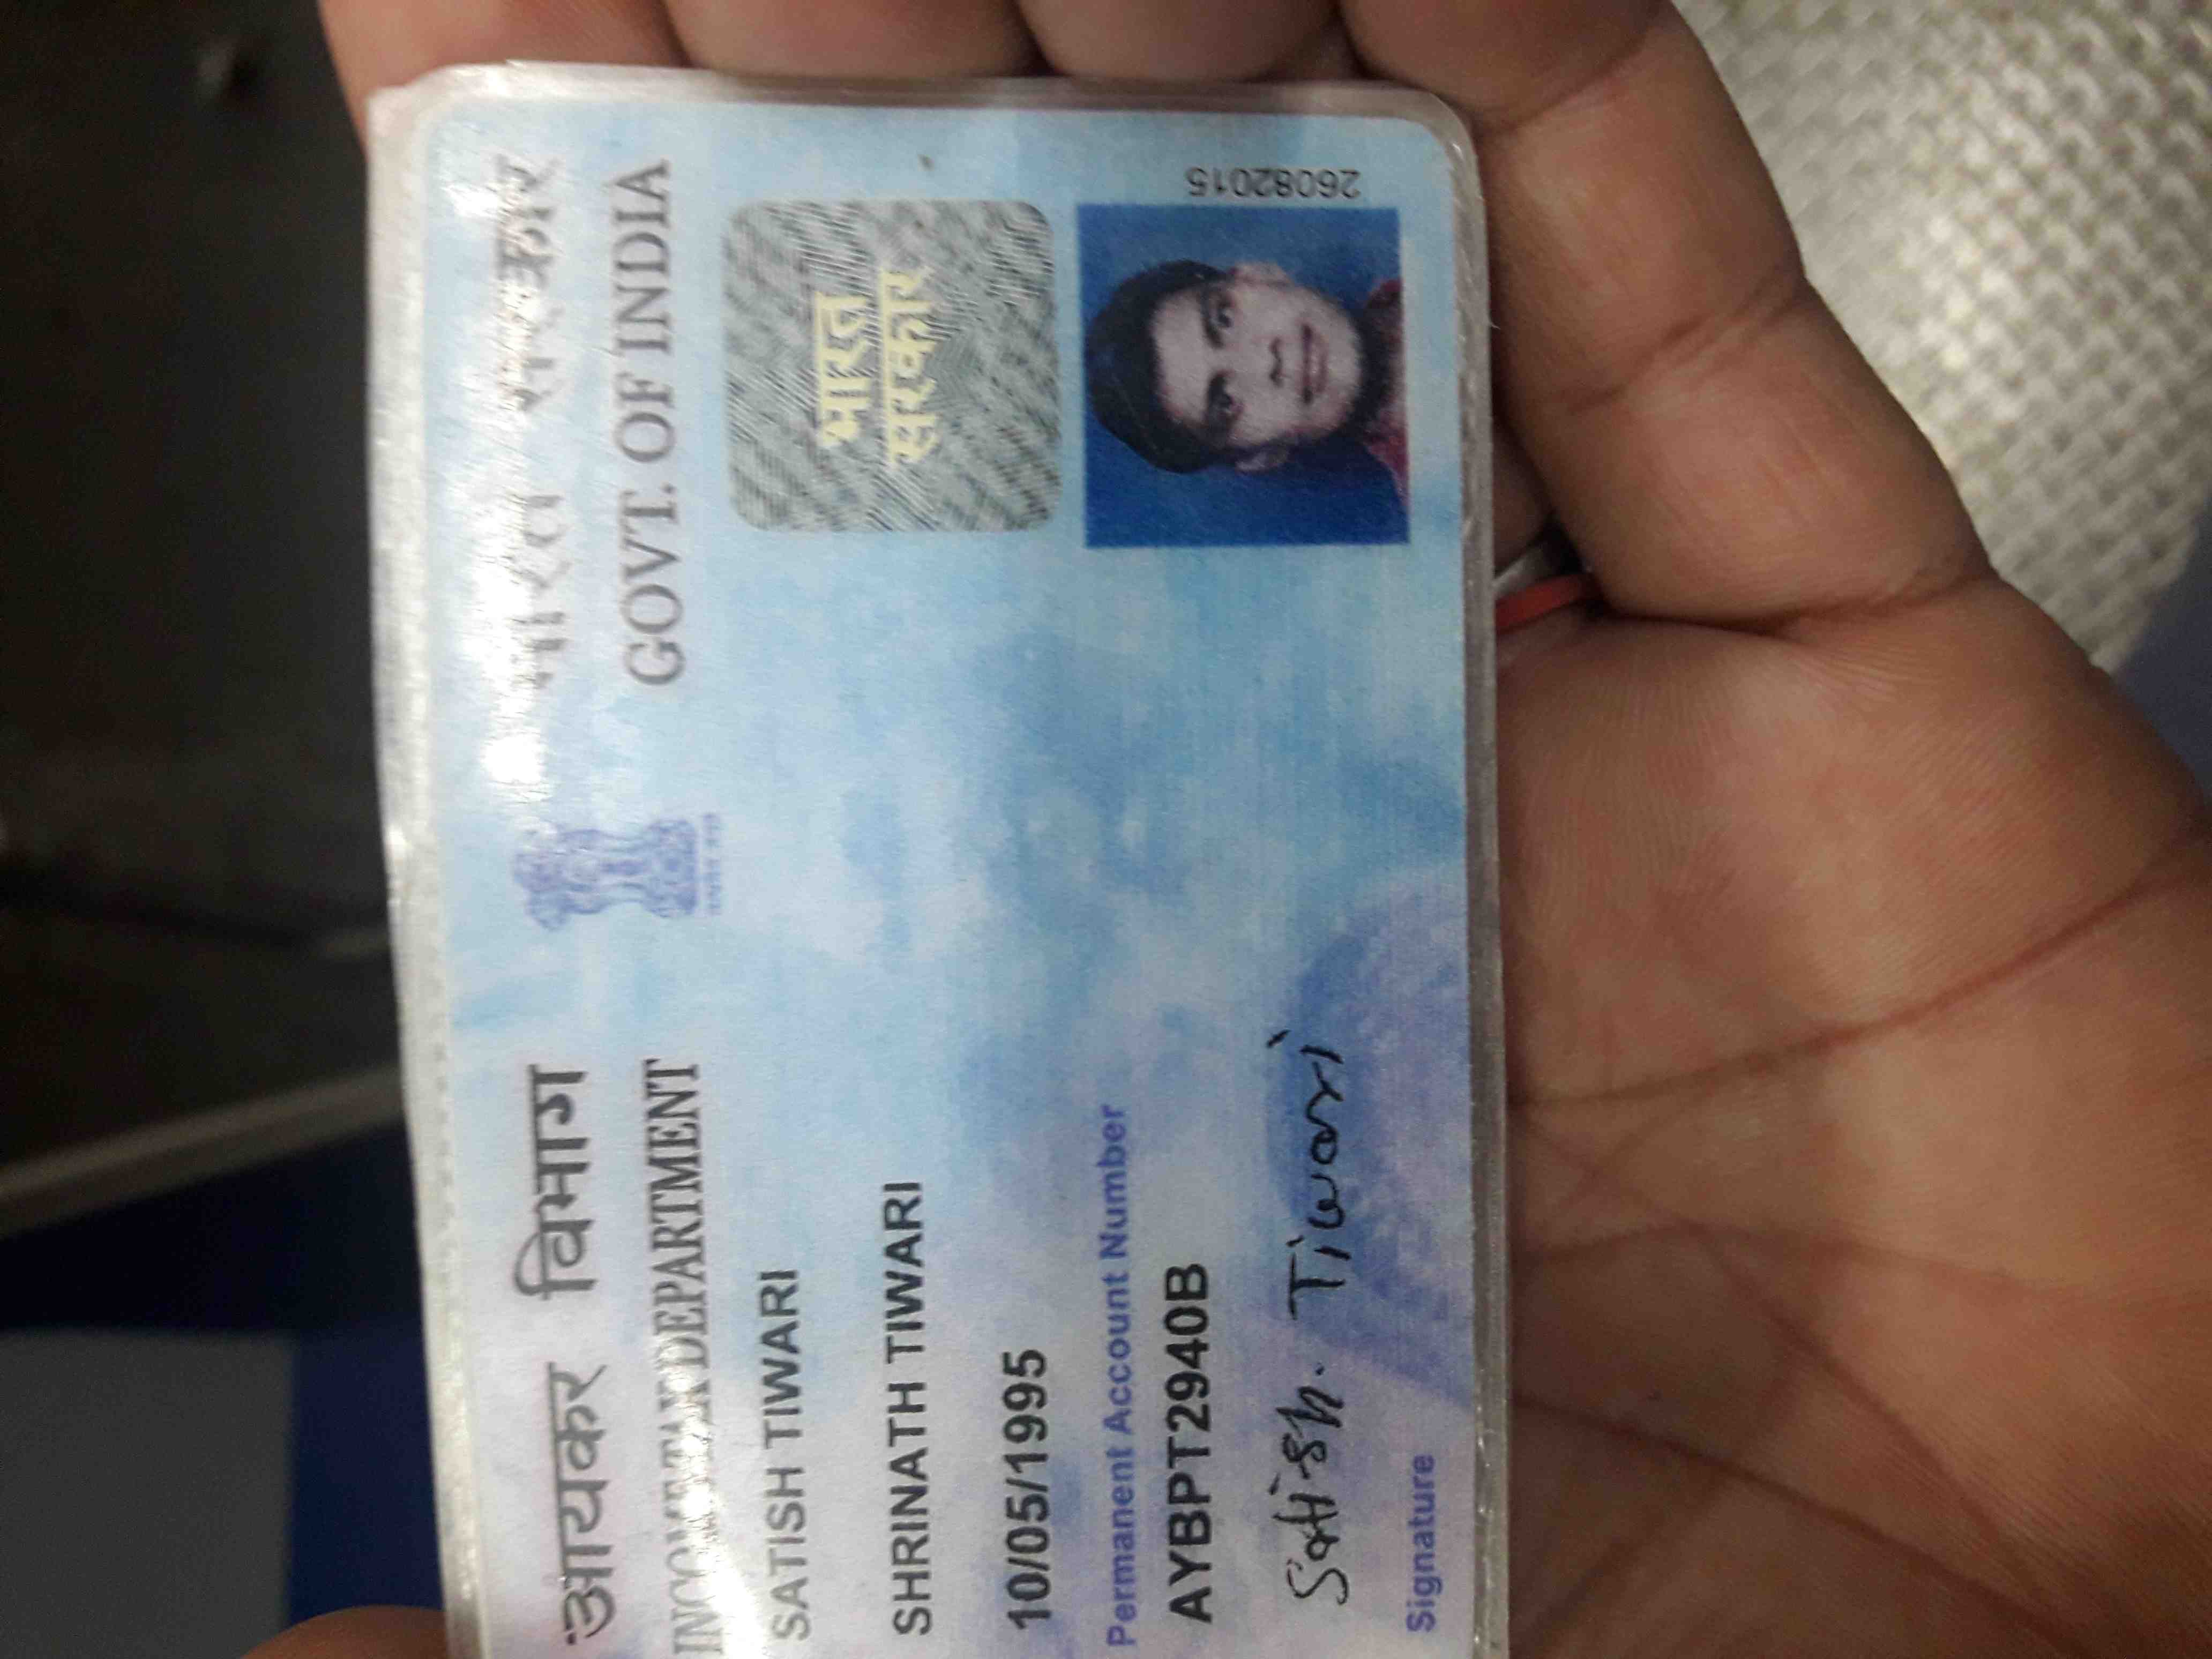 आयकर विभाग
INCOME TAX DEPARTMENT
भारत सरकार
GOVT. OF INDIA
SATISH TIWARI
SHRINATH TIWARI
10/05/1995
Permanent Account Number
AYBPT2940B
Satish. Tiwari
Signature
भारत
सरकार
26082015